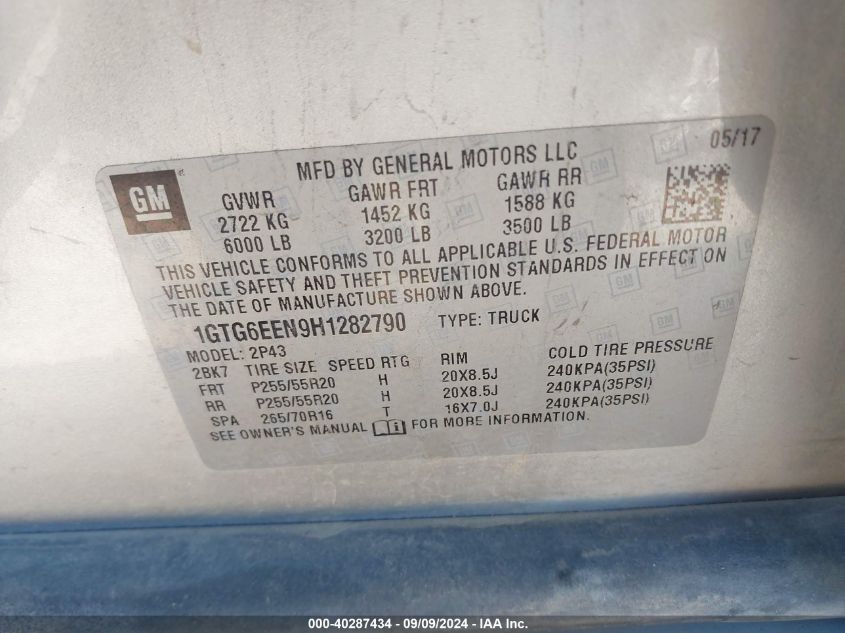 05/17
MFD BY GENERAL MOTORS LLC
GM
GVWR GAWR FRT GAWR RR
2722 KG 1452 KG 1588 KG
6000 LB 3200 LB 3500 LB
THIS VEHICLE CONFORMS TO ALL APPLICABLE U.S. FEDERAL MOTOR
VEHICLE SAFETY AND THEFT PREVENTION STANDARDS IN EFFECT ON
THE DATE OF MANUFACTURE SHOWN ABOVE.
1GTG6EEN9H1282790 TYPE: TRUCK
MODEL: 2P43
2BK7 TIRE SIZE SPEED RTG RIM COLD TIRE PRESSURE
FRT P255/55R20 H 20X8.5J 240KPA(35PSI)
RR P255/55R20 H 20X8.5J 240KPA(35PSI)
SPA 265/70R16 T 16X7.0J 240KPA(35PSI)
SEE OWNER'S MANUAL FOR MORE INFORMATION.
000-40287434 - 09/09/2024 - IAA Inc.